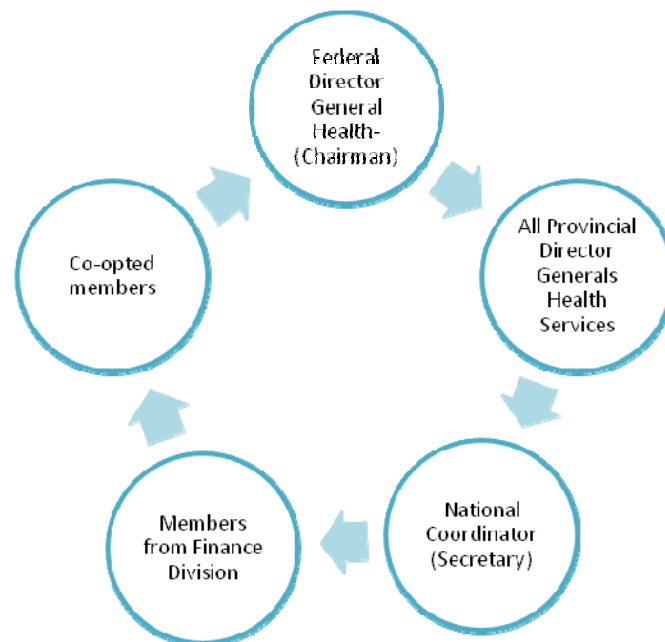 Federal
Director
General
Health-
(Chairman)
All Provincial
Director
Generals
Health
Services
National
Coordinator
(Secretary)
Members
from Finance
Division
Co-opted
members